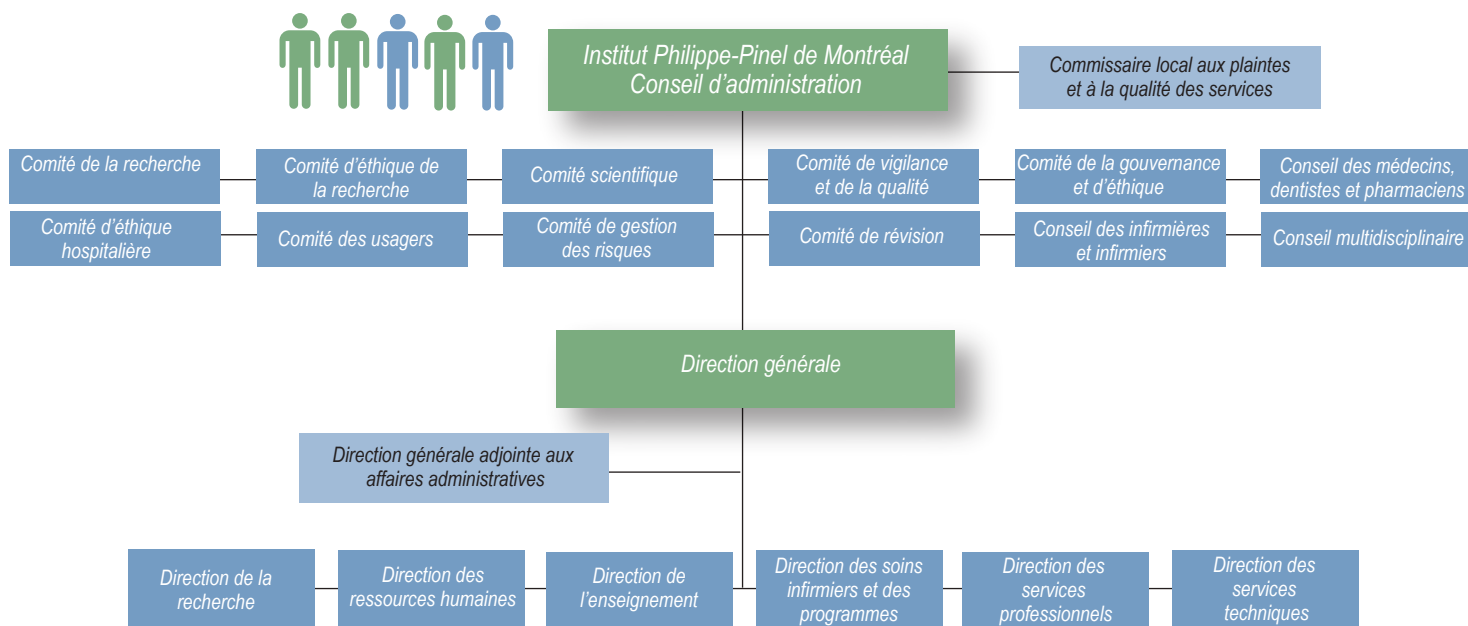 Institut Philippe-Pinel de Montréal
Conseil d’administration
Commissaire local aux plaintes
et à la qualité des services
Comité de la recherche
Comité d’éthique de
la recherche
Comité scientifique
Comité de vigilance
et de la qualité
Comité de la gouvernance
et d’éthique
Conseil des médecins,
dentistes et pharmaciens
Comité d’éthique
hospitalière
Comité des usagers
Comité de gestion
des risques
Comité de révision
Conseil des infirmières
et infirmiers
Conseil multidisciplinaire
Direction générale
Direction générale adjointe aux
affaires administratives
Direction de la
recherche
Direction des
ressources humaines
Direction de
l’enseignement
Direction des soins
infirmiers et des
programmes
Direction des
services
professionnels
Direction des
services
techniques